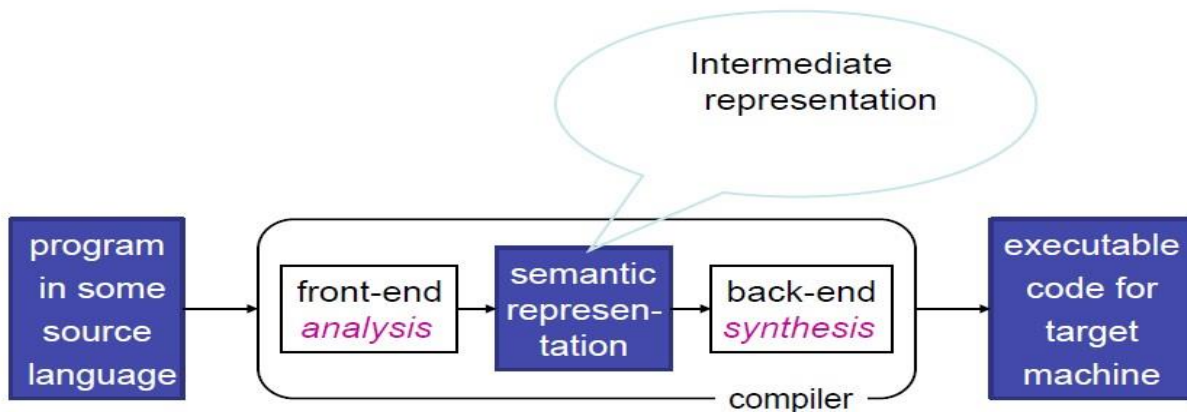 Intermediate
representation
program
in some
source
language
front-end
analysis
semantic
represen-
tation
back-end
synthesis
executable
code for
target
machine
compiler